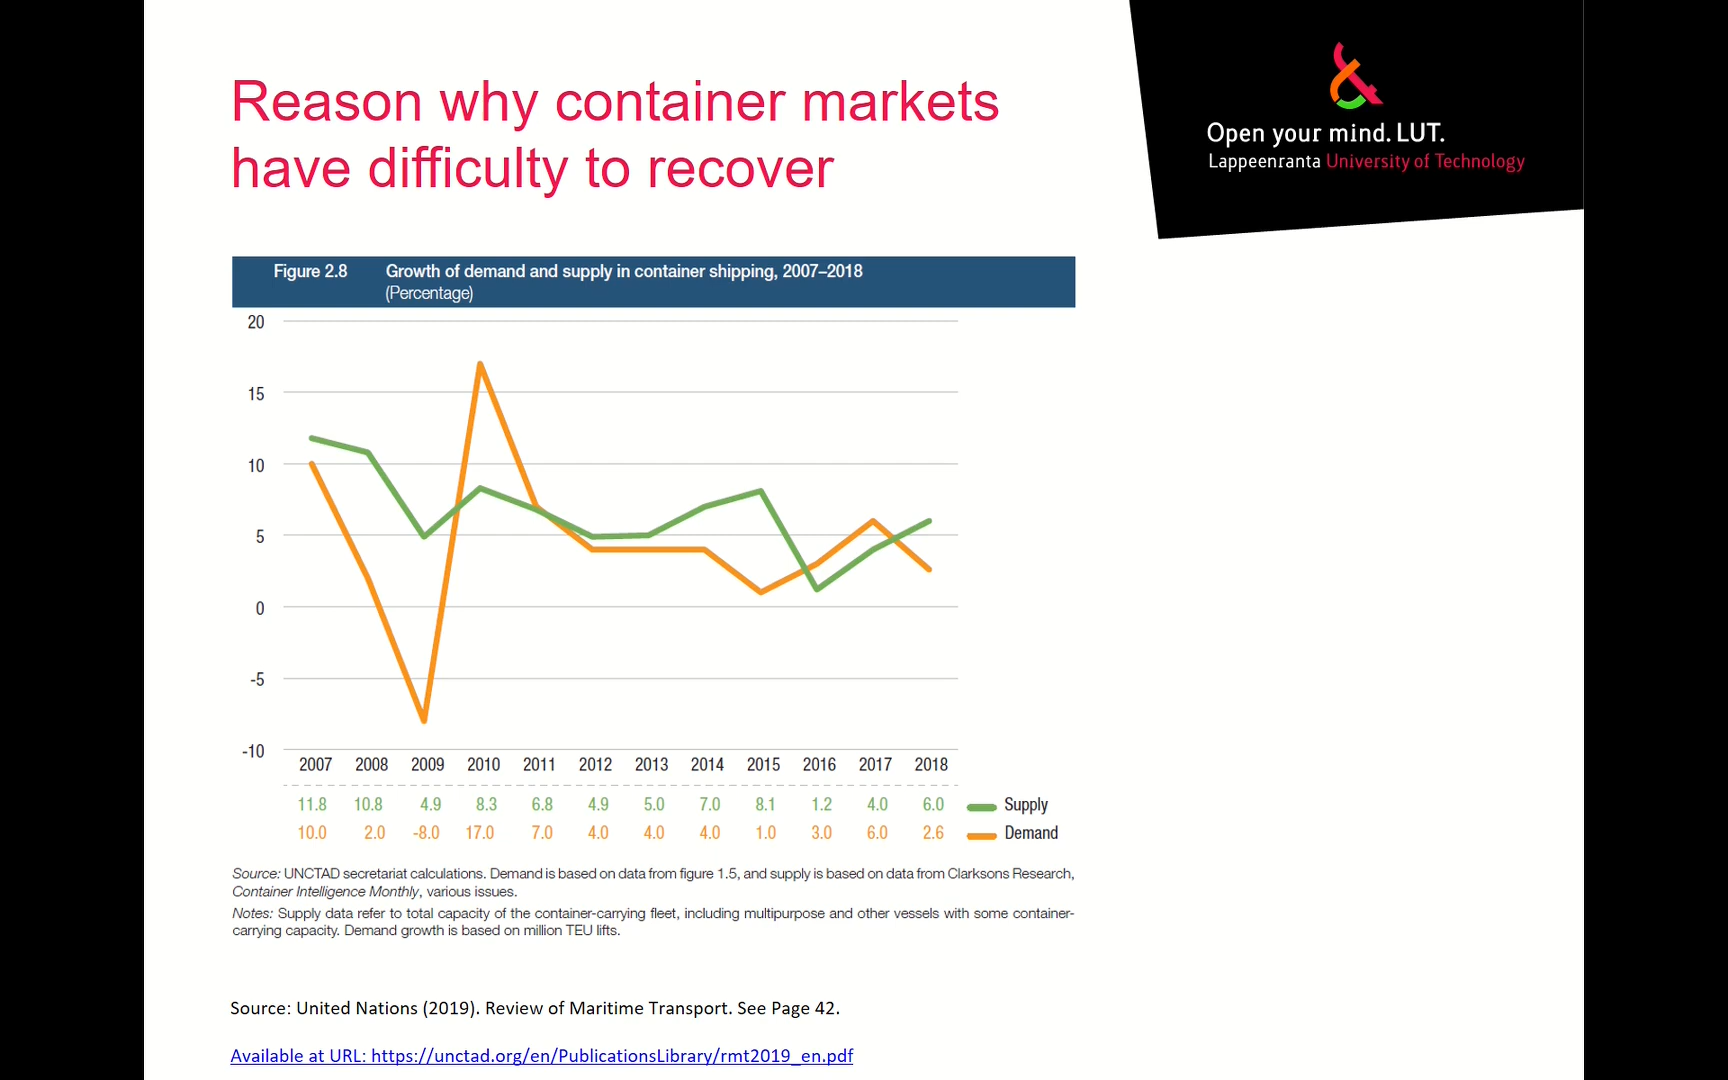 Reason why container markets
have difficulty to recover
Open your mind. LUT.
Lappeenranta University of Technology
Figure 2.8 Growth of demand and supply in container shipping, 2007–2018
(Percentage)
20
15
10
5
0
-5
-10
2007 2008 2009 2010 2011 2012 2013 2014 2015 2016 2017 2018
11.8 10.8 4.9 8.3 6.8 4.9 5.0 7.0 8.1 1.2 4.0 6.0 Supply
10.0 2.0 -8.0 17.0 7.0 4.0 4.0 4.0 1.0 3.0 6.0 2.6 Demand
Source: UNCTAD secretariat calculations. Demand is based on data from figure 1.5, and supply is based on data from Clarksons Research,
Container Intelligence Monthly, various issues.
Notes: Supply data refer to total capacity of the container-carrying fleet, including multipurpose and other vessels with some container-
carrying capacity. Demand growth is based on million TEU lifts.
Source: United Nations (2019). Review of Maritime Transport. See Page 42.
Available at URL: https://unctad.org/en/PublicationsLibrary/rmt2019_en.pdf